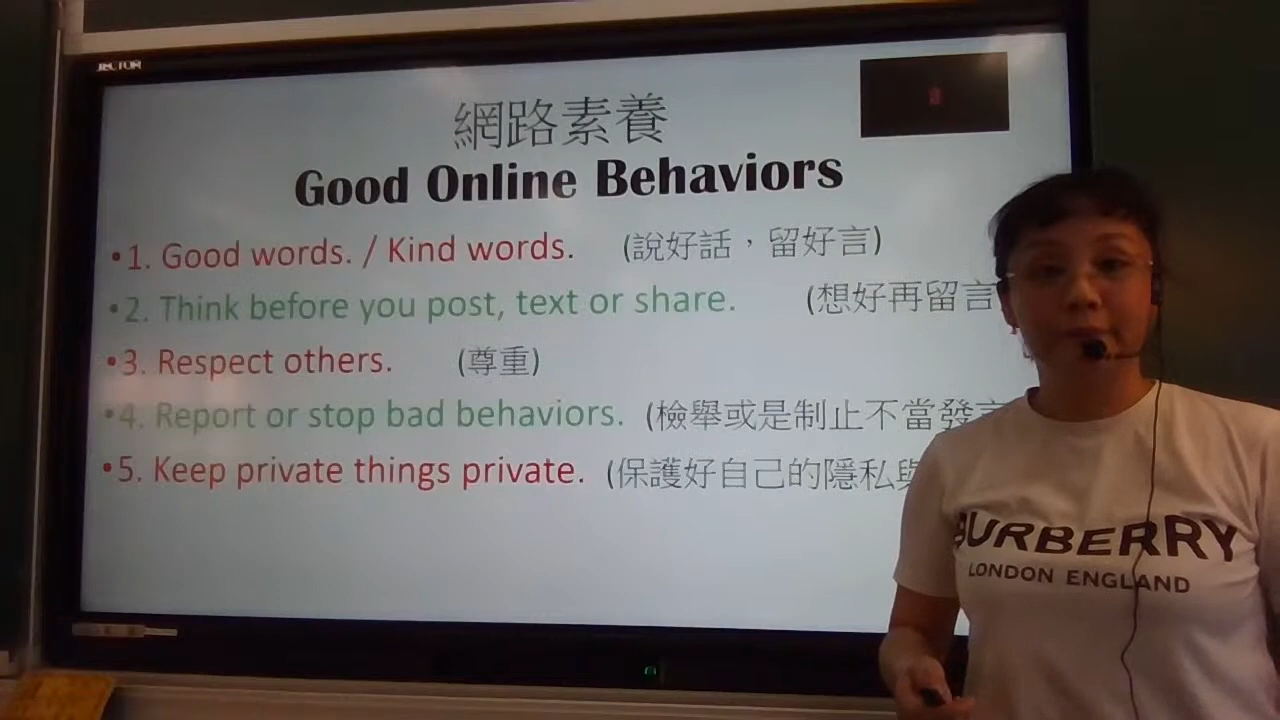 JECTOR
網路素養
Good Online Behaviors
•1. Good words. / Kind words. (說好話，留好言)
•2. Think before you post, text or share. (想好再留言
•3. Respect others. (尊重)
•4. Report or stop bad behaviors. (檢舉或是制止不當發言
•5. Keep private things private. (保護好自己的隱私與
BURBERRY
LONDON ENGLAND